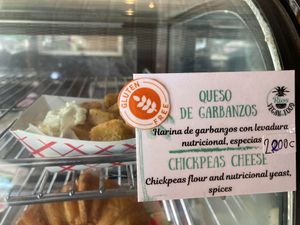 GLUTEN
FREE
QUESO
DE GARBANZOS
Harina de garbanzos con levadura
nutricional, especias
CHICKPEAS CHEESE
Chickpeas flour and nutricional yeast,
spices